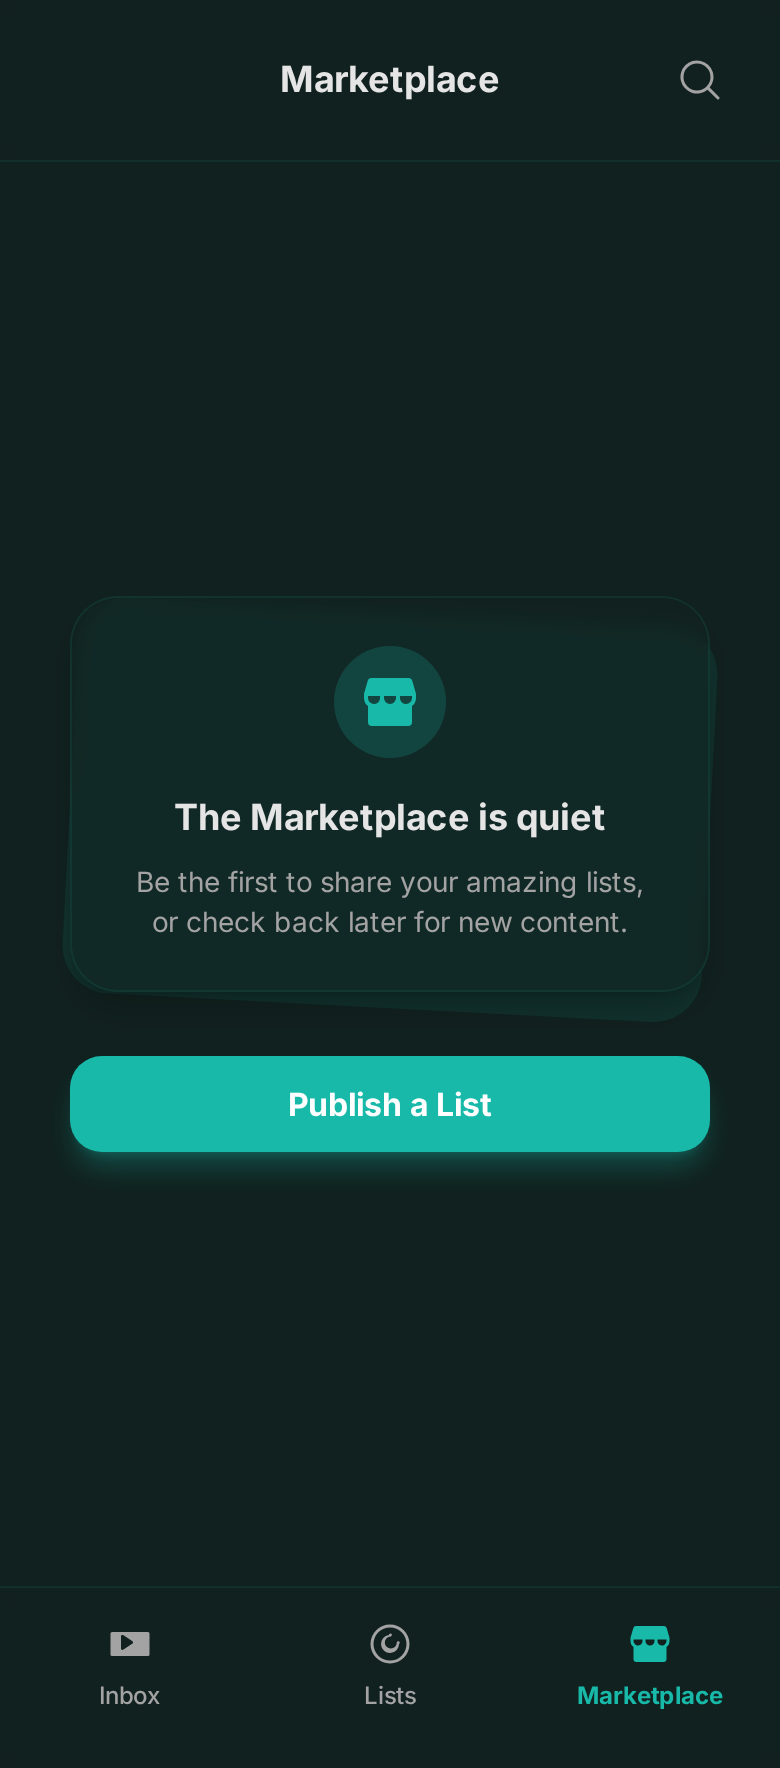 Marketplace
The Marketplace is quiet
Be the first to share your amazing lists,
or check back later for new content.
Publish a List
Inbox
Lists
Marketplace